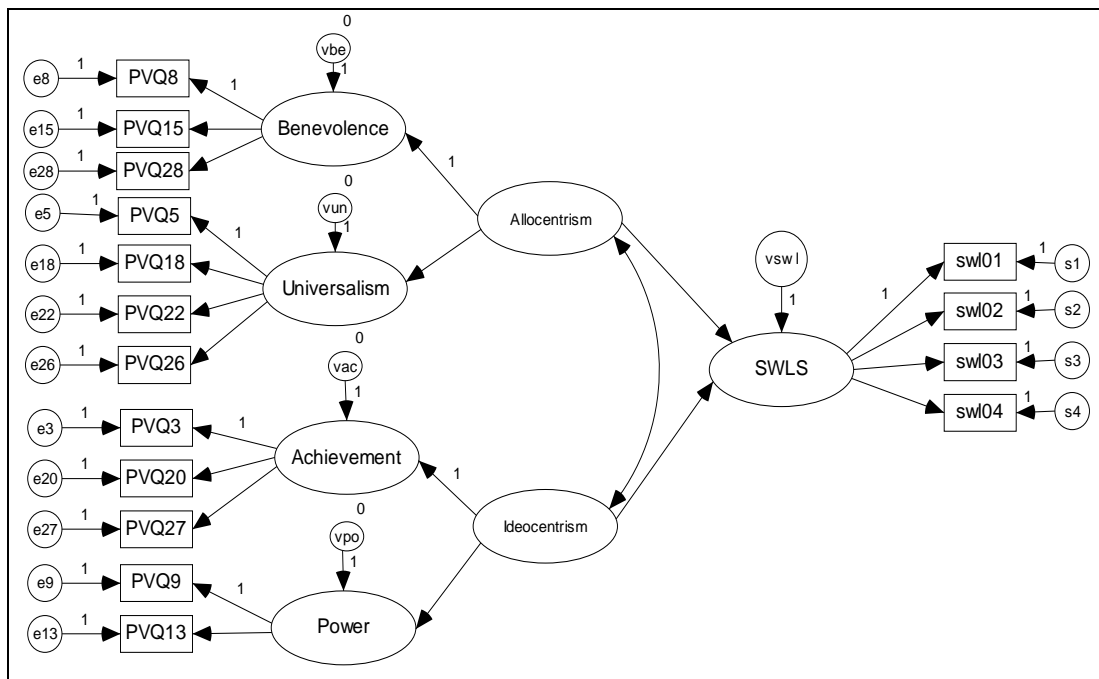 0
vbe
1
e8
1
PVQ8
1
Benevolence
e15
1
PVQ15
e28
1
PVQ28
1
0
vun
1
e5
1
PVQ5
1
Allocentrism
e18
1
PVQ18
Universalism
e22
1
PVQ22
e26
1
PVQ26
vswl
1
SWLS
1
swl01
1
s1
swl02
1
s2
swl03
1
s3
swl04
1
s4
0
vac
1
e3
1
PVQ3
1
Achievement
e20
1
PVQ20
e27
1
PVQ27
1
Ideocentrism
0
vpo
1
e9
1
PVQ9
1
Power
e13
1
PVQ13